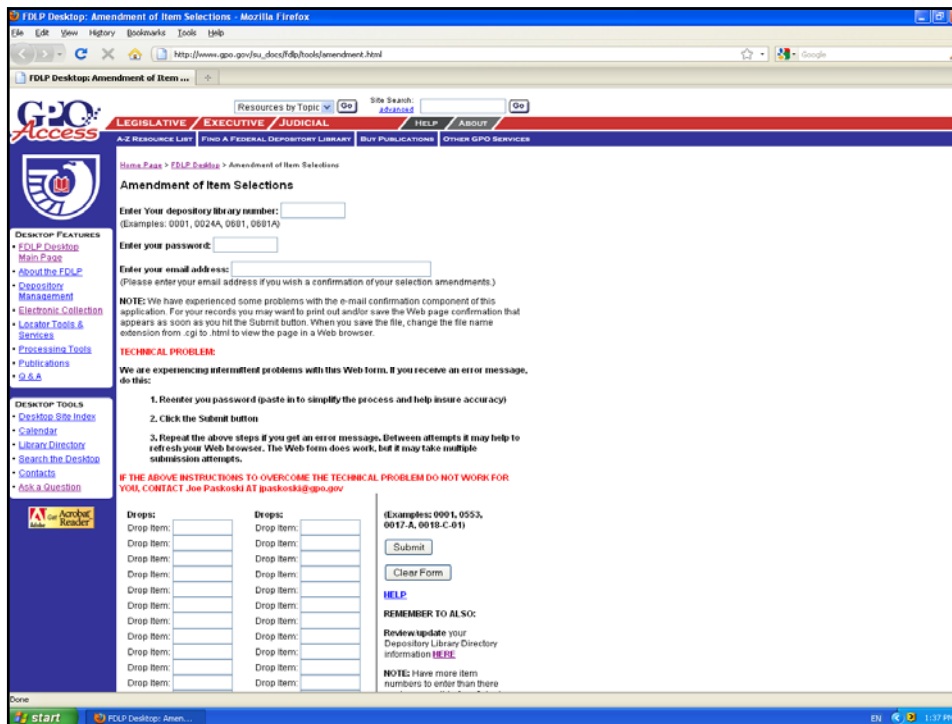 FDLP Desktop: Amendment of Item Selections - Mozilla Firefox
File Edit View History Bookmarks Tools Help
http://www.gpo.gov/su_docs/fdlp/tools/amendment.html
Google
FDLP Desktop: Amendment of Item ...
GPO Access
Resources by Topic Go
Site Search:
advanced
Go
LEGISLATIVE EXECUTIVE JUDICIAL HELP ABOUT
A-Z RESOURCE LIST FIND A FEDERAL DEPOSITORY LIBRARY BUY PUBLICATIONS OTHER GPO SERVICES
DESKTOP FEATURES
• FDLP Desktop
Main Page
• About the FDLP
• Depository
Management
• Electronic Collection
• Locator Tools &
Services
• Processing Tools
• Publications
• Q & A
DESKTOP TOOLS
• Desktop Site Index
• Calendar
• Library Directory
• Search the Desktop
• Contacts
• Ask a Question
Adobe
Get Acrobat
Reader
Home Page > FDLP Desktop > Amendment of Item Selections
Amendment of Item Selections
Enter Your depository library number:
(Examples: 0001, 0024A, 0681, 0681A)
Enter your password:
Enter your email address:
(Please enter your email address if you wish a confirmation of your selection amendments.)
NOTE: We have experienced some problems with the e-mail confirmation component of this
application. For your records you may want to print out and/or save the Web page confirmation that
appears as soon as you hit the Submit button. When you save the file, change the file name
extension from .cgi to .html to view the page in a Web browser.
TECHNICAL PROBLEM:
We are experiencing intermittent problems with this Web form. If you receive an error message,
do this:
1. Reenter you password (paste in to simplify the process and help insure accuracy)
2. Click the Submit button
3. Repeat the above steps if you get an error message. Between attempts it may help to
refresh your Web browser. The Web form does work, but it may take multiple
submission attempts.
IF THE ABOVE INSTRUCTIONS TO OVERCOME THE TECHNICAL PROBLEM DO NOT WORK FOR
YOU, CONTACT Joe Paskoski AT jpaskoski@gpo.gov
Drops: Drops:
Drop Item: Drop Item:
Drop Item: Drop Item:
Drop Item: Drop Item:
Drop Item: Drop Item:
Drop Item: Drop Item:
Drop Item: Drop Item:
Drop Item: Drop Item:
Drop Item: Drop Item:
Drop Item: Drop Item:
Drop Item: Drop Item:
Drop Item: Drop Item:
(Examples: 0001, 0553,
0017-A, 0018-C-01)
Submit
Clear Form
HELP
REMEMBER TO ALSO:
Review/update your
Depository Library Directory
information HERE
NOTE: Have more item
numbers to enter than there
Done
start FDLP Desktop: Amen... EN 1:37 PM